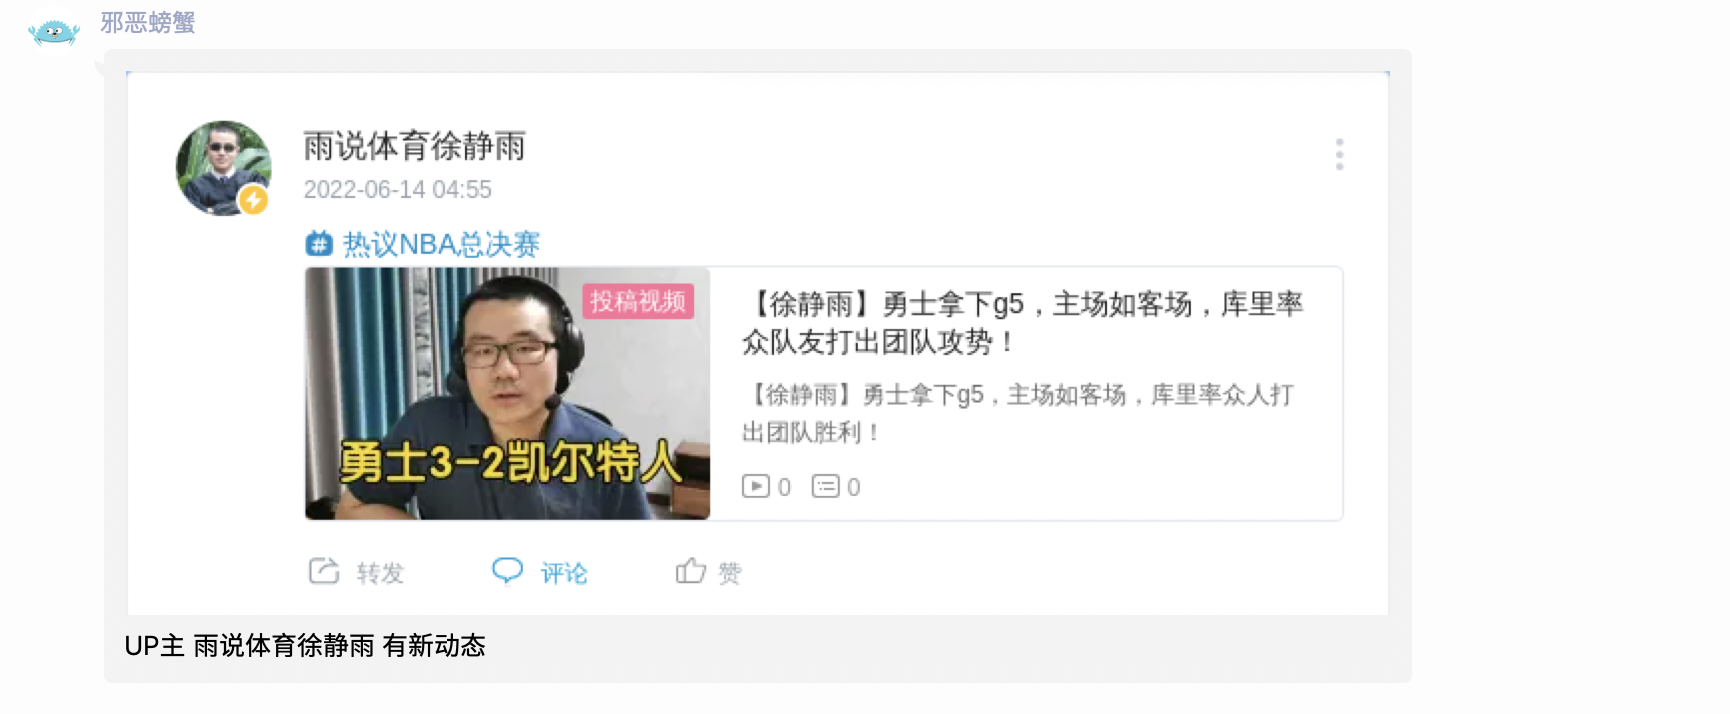 邪恶螃蟹
雨说体育徐静雨
2022-06-14 04:55
# 热议NBA总决赛
投稿视频
勇士3-2凯尔特人
【徐静雨】勇士拿下g5，主场如客场，库里率
众队友打出团队攻势！
【徐静雨】勇士拿下g5，主场如客场，库里率众人打
出团队胜利！
0 0
转发 评论 赞
UP主 雨说体育徐静雨 有新动态